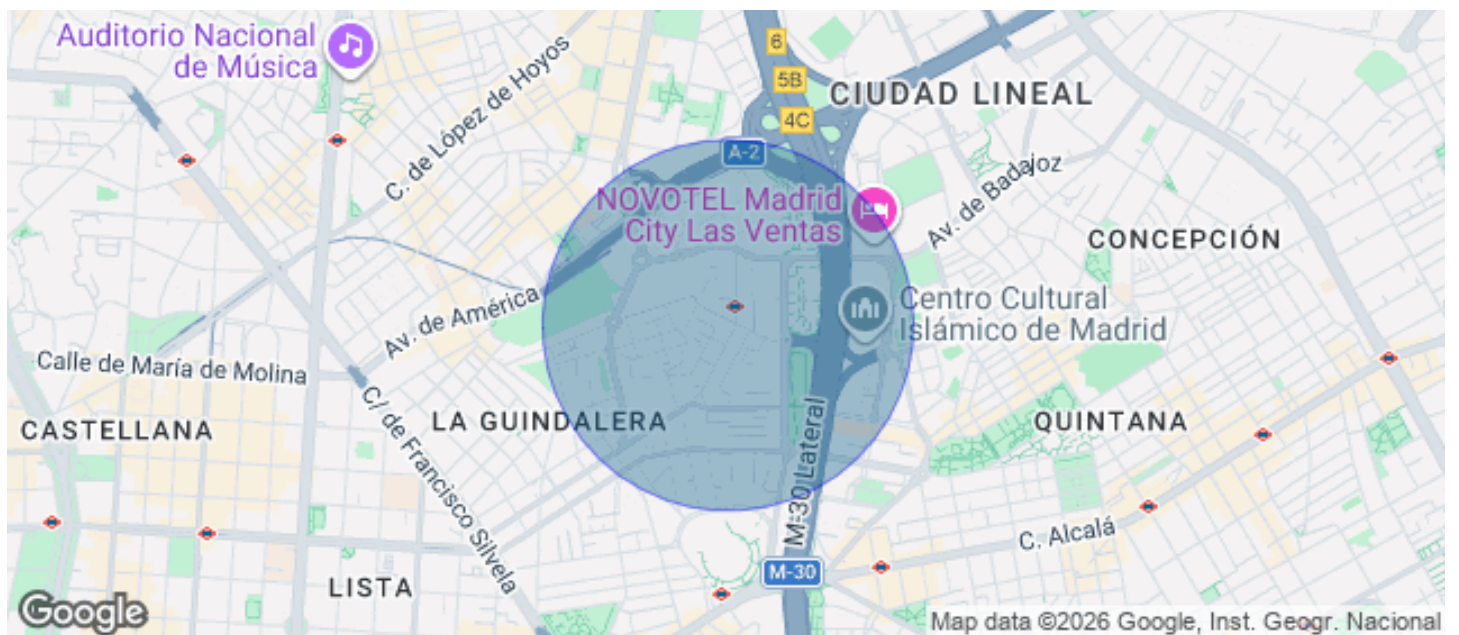 Auditorio Nacional
de Música
C. de López de Hoyos
6
5B
4C
CIUDAD LINEAL
A-2
NOVOTEL Madrid
City Las Ventas
Av. de Badajoz
CONCEPCIÓN
Av. de América
Centro Cultural
Islámico de Madrid
Calle de María de Molina
CASTELLANA
C/ de Francisco Silvela
LA GUINDALERA
QUINTANA
M-30 Lateral
C. Alcalá
LISTA
M-30
Google
Map data ©2026 Google, Inst. Geogr. Nacional